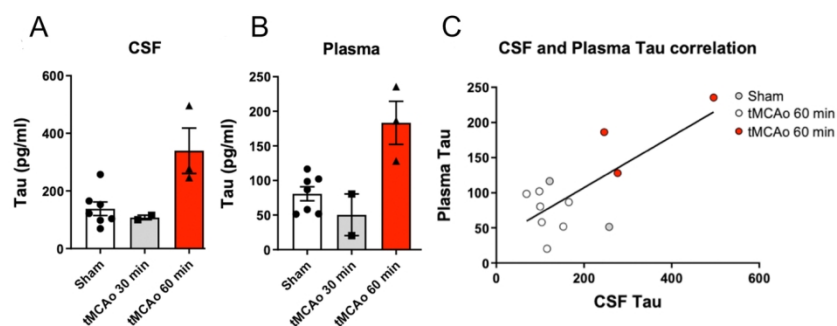 A
CSF
Tau (pg/ml)
600
400
200
0
Sham
tMCAo 30 min
tMCAo 60 min
B
Plasma
Tau (pg/ml)
250
200
150
100
50
0
Sham
tMCAo 30 min
tMCAo 60 min
C
CSF and Plasma Tau correlation
Plasma Tau
250
200
150
100
50
0
0
200
400
600
CSF Tau
Sham
tMCAo 60 min
tMCAo 60 min